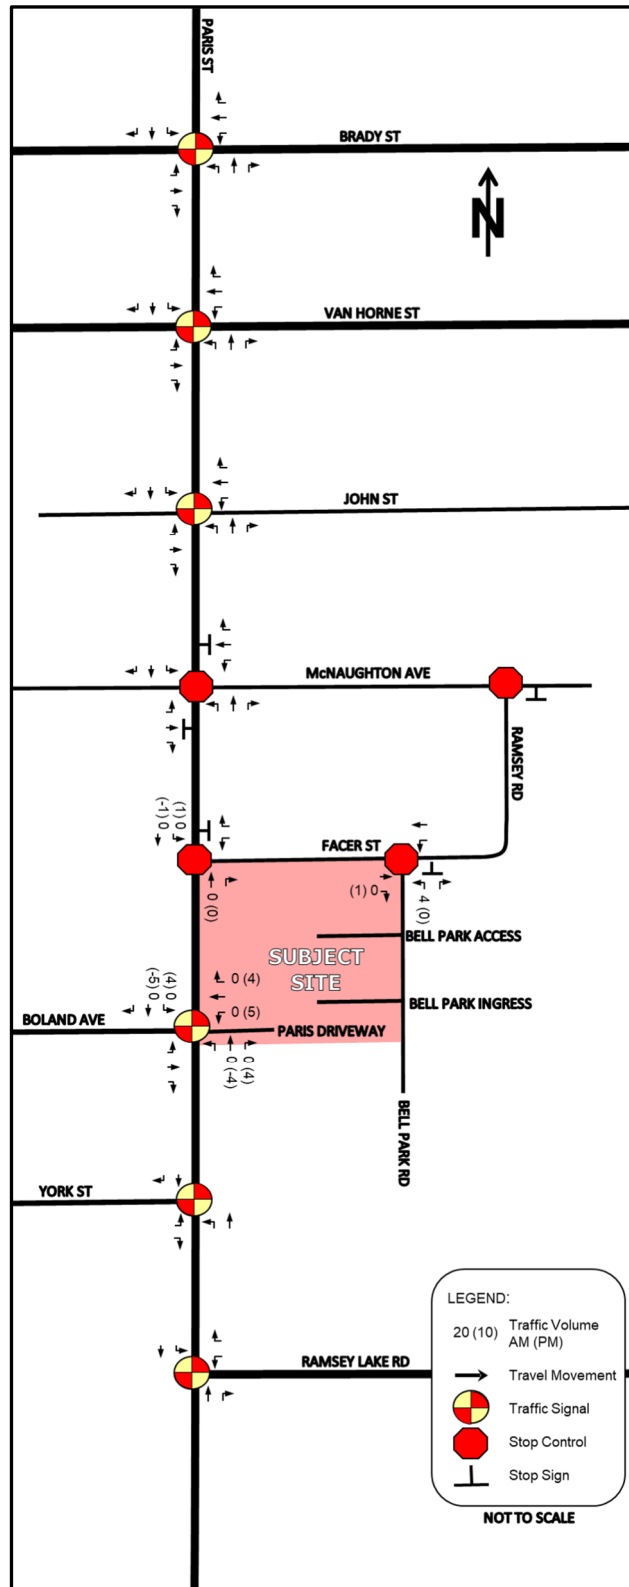 PARIS ST
BRADY ST
N
VAN HORNE ST
JOHN ST
McNAUGHTON AVE
RAMSEY RD
(1) 0
(-1) 0
FACER ST
0 (0)
(1) 0
4 (0)
BELL PARK ACCESS
SUBJECT
SITE
0 (4)
(4) 0
(-5) 0
BELL PARK INGRESS
0 (5)
BOLAND AVE
PARIS DRIVEWAY
0 (4)
0 (-4)
BELL PARK RD
YORK ST
LEGEND:
20 (10) Traffic Volume
AM (PM)
Travel Movement
RAMSEY LAKE RD
Traffic Signal
Stop Control
Stop Sign
NOT TO SCALE